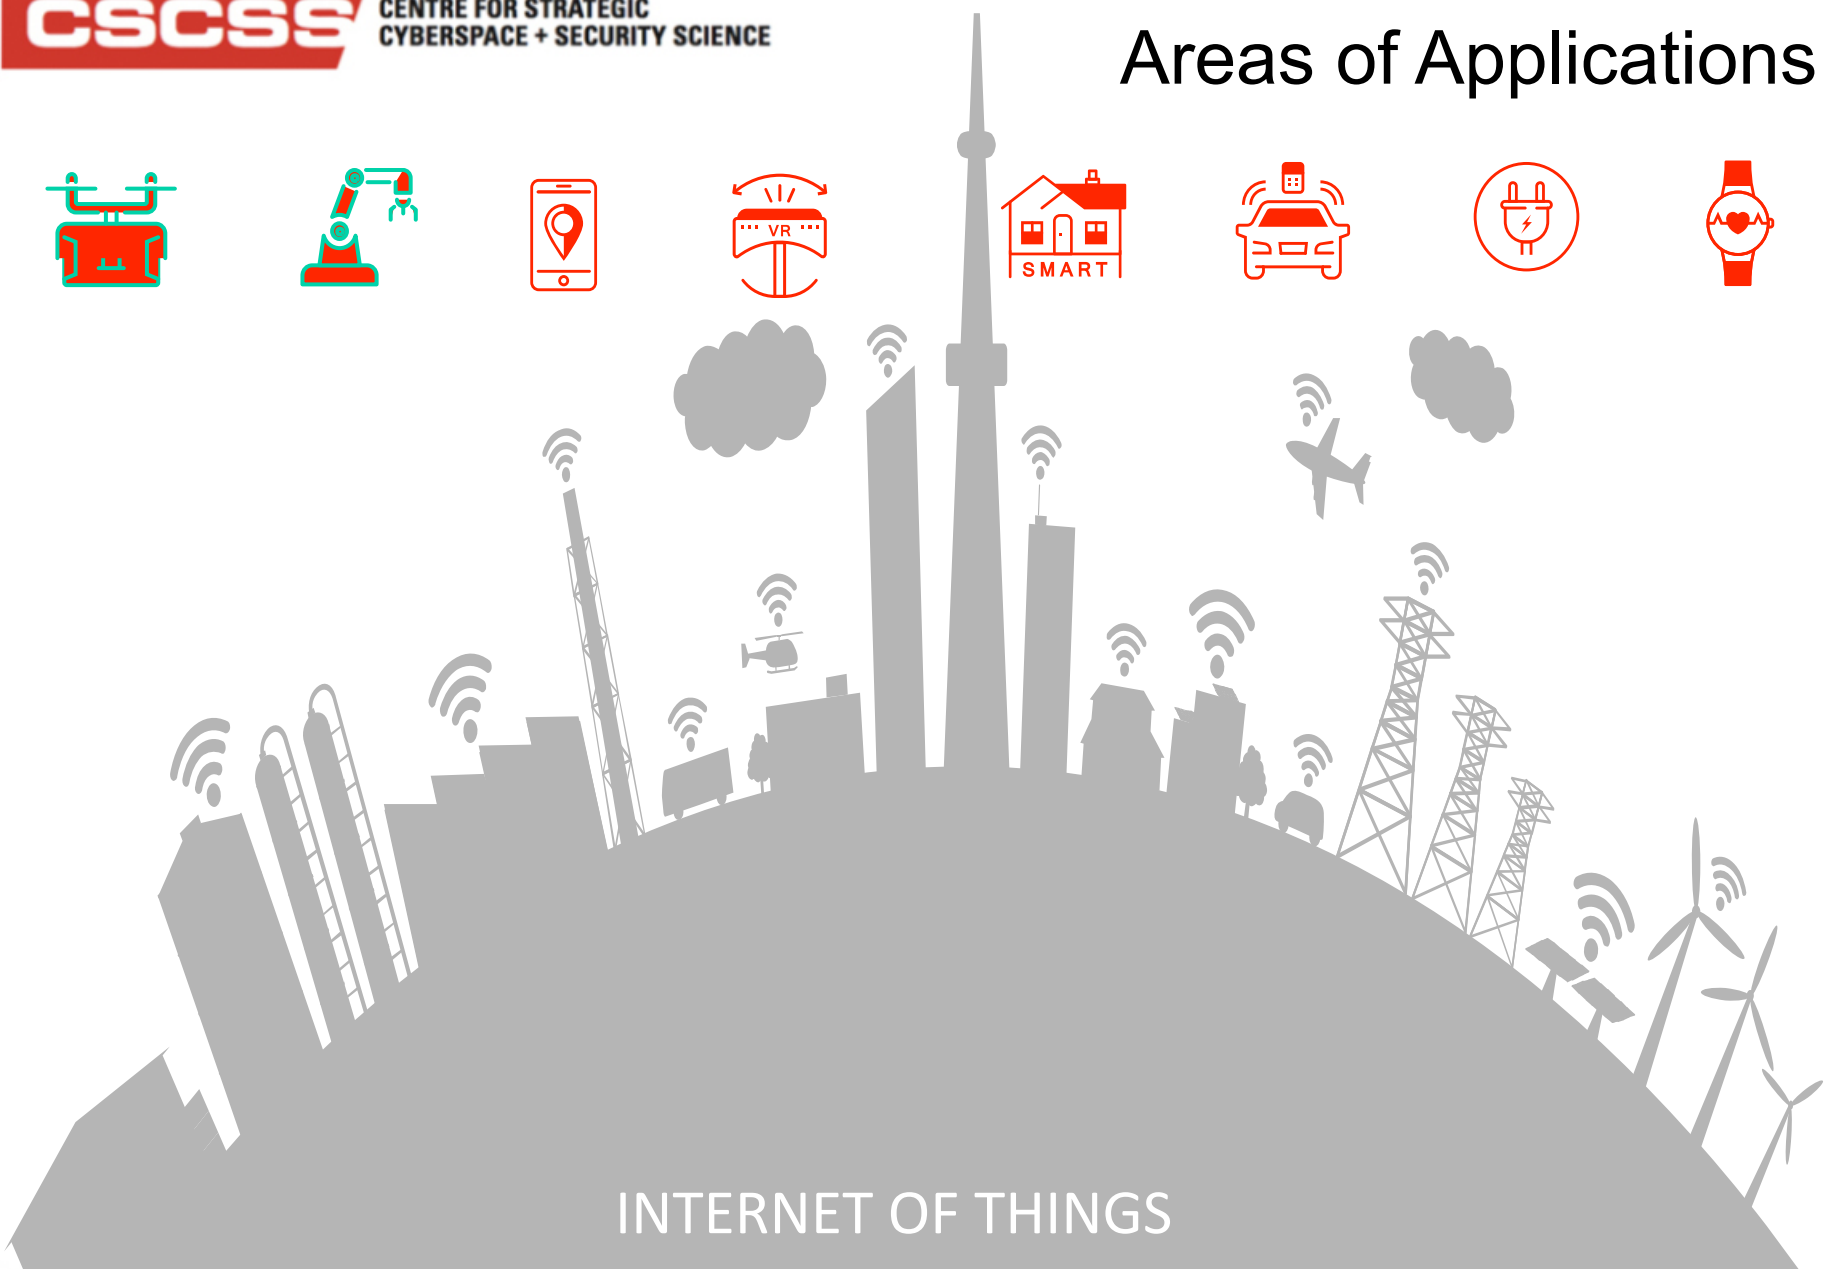 CSCSS
CENTRE FOR STRATEGIC
CYBERSPACE + SECURITY SCIENCE
Areas of Applications
VR
SMART
INTERNET OF THINGS